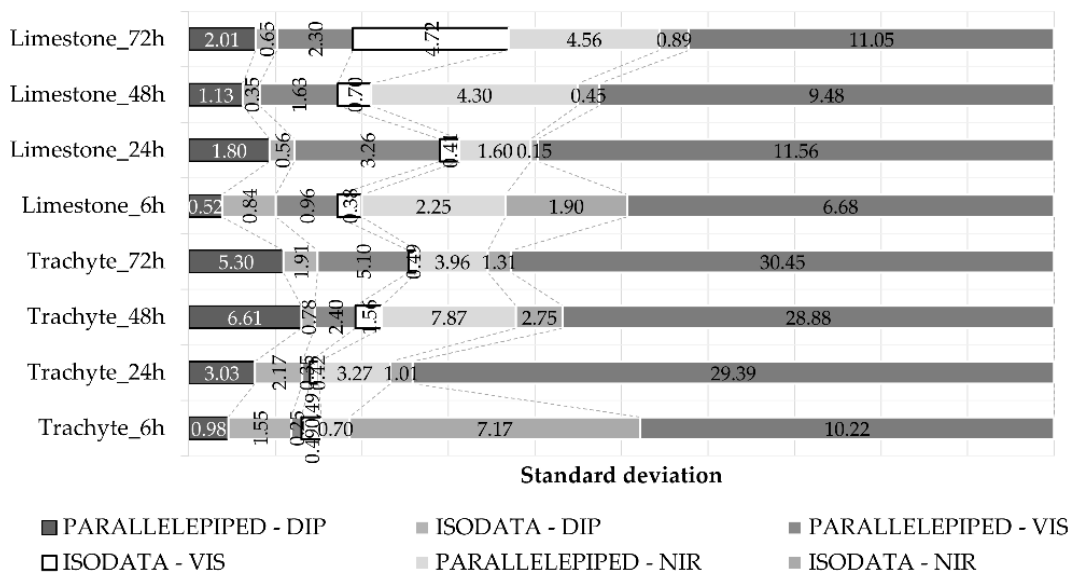 Limestone_72h 2.01 0.65 2.30 4.72 4.56 0.89 11.05
Limestone_48h 1.13 0.35 1.63 0.70 4.30 0.45 9.48
Limestone_24h 1.80 0.56 3.26 0.41 1.60 0.15 11.56
Limestone_6h 0.52 0.84 0.96 0.38 2.25 1.90 6.68
Trachyte_72h 5.30 1.91 5.10 0.49 3.96 1.31 30.45
Trachyte_48h 6.61 0.78 2.40 1.56 7.87 2.75 28.88
Trachyte_24h 3.03 2.17 0.42 3.27 1.01 29.39
Trachyte_6h 0.98 1.55 0.25 0.70 7.17 10.22
Standard deviation
PARALLELEPIPED - DIP ISODATA - DIP PARALLELEPIPED - VIS
ISODATA - VIS PARALLELEPIPED - NIR ISODATA - NIR